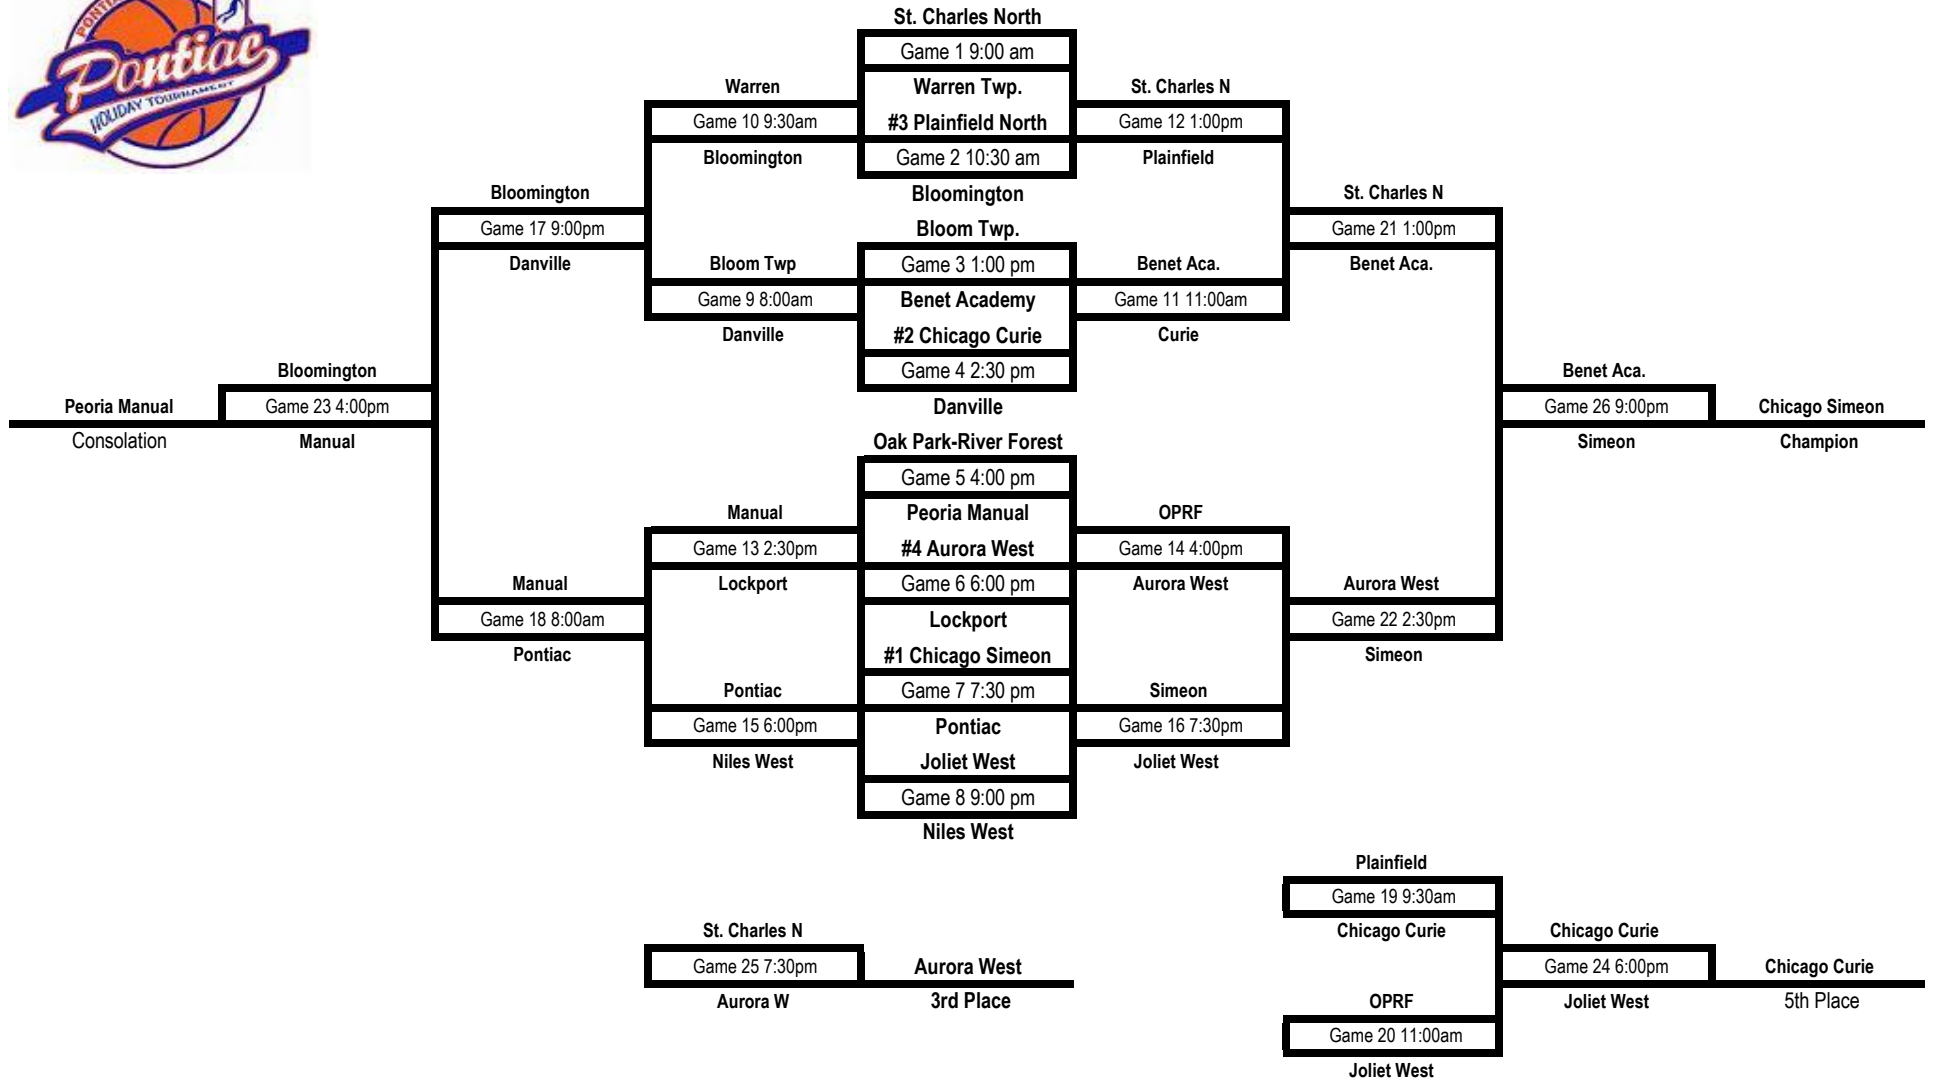 PONTIA
Pontiac
HOLIDAY TOURNAMENT
St. Charles North
Game 1 9:00 am
Warren
Warren Twp.
St. Charles N
Game 10 9:30am
#3 Plainfield North
Game 12 1:00pm
Bloomington
Game 2 10:30 am
Plainfield
Bloomington
Bloomington
St. Charles N
Game 17 9:00pm
Bloom Twp.
Game 21 1:00pm
Danville
Bloom Twp
Game 3 1:00 pm
Benet Aca.
Benet Aca.
Game 9 8:00am
Benet Academy
Game 11 11:00am
Danville
#2 Chicago Curie
Curie
Bloomington
Game 4 2:30 pm
Benet Aca.
Peoria Manual
Game 23 4:00pm
Danville
Game 26 9:00pm
Chicago Simeon
Consolation
Manual
Oak Park-River Forest
Simeon
Champion
Game 5 4:00 pm
Manual
Peoria Manual
OPRF
Game 13 2:30pm
#4 Aurora West
Game 14 4:00pm
Manual
Lockport
Game 6 6:00 pm
Aurora West
Aurora West
Game 18 8:00am
Lockport
Game 22 2:30pm
Pontiac
#1 Chicago Simeon
Simeon
Pontiac
Game 7 7:30 pm
Simeon
Game 15 6:00pm
Pontiac
Game 16 7:30pm
Niles West
Joliet West
Joliet West
Game 8 9:00 pm
Niles West
Plainfield
Game 19 9:30am
St. Charles N
Chicago Curie
Chicago Curie
Game 25 7:30pm
Aurora West
Game 24 6:00pm
Chicago Curie
Aurora W
3rd Place
OPRF
Joliet West
5th Place
Game 20 11:00am
Joliet West